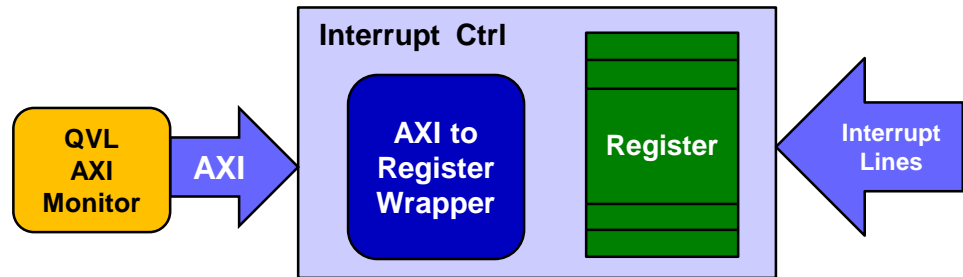 Interrupt Ctrl
QVL
AXI
Monitor
AXI
AXI to
Register
Wrapper
Register
Interrupt
Lines